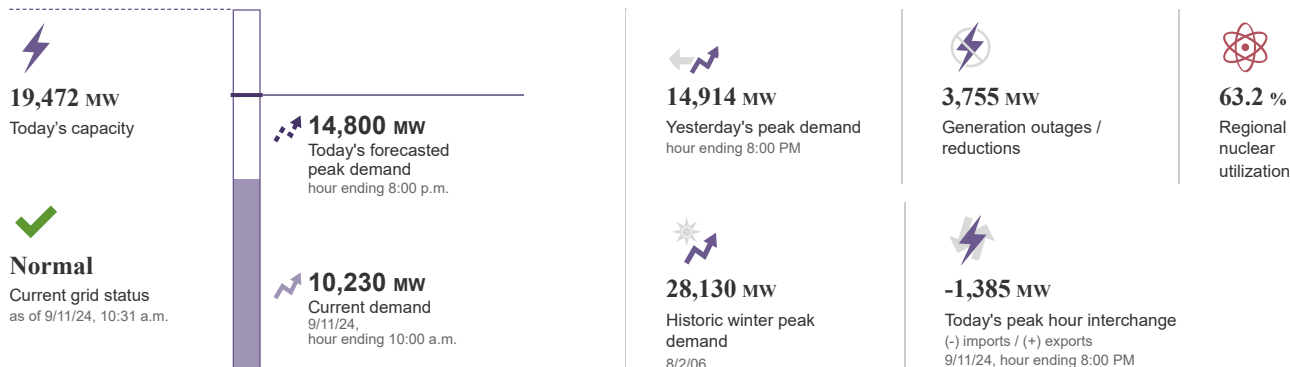 19,472 MW
Today's capacity
Normal
Current grid status
as of 9/11/24, 10:31 a.m.
14,800 MW
Today's forecasted
peak demand
hour ending 8:00 p.m.
10,230 MW
Current demand
9/11/24,
hour ending 10:00 a.m.
14,914 MW
Yesterday's peak demand
hour ending 8:00 PM
3,755 MW
Generation outages /
reductions
63.2 %
Regional
nuclear
utilization
28,130 MW
Historic winter peak
demand
8/2/06
-1,385 MW
Today's peak hour interchange
(-) imports / (+) exports
9/11/24, hour ending 8:00 PM